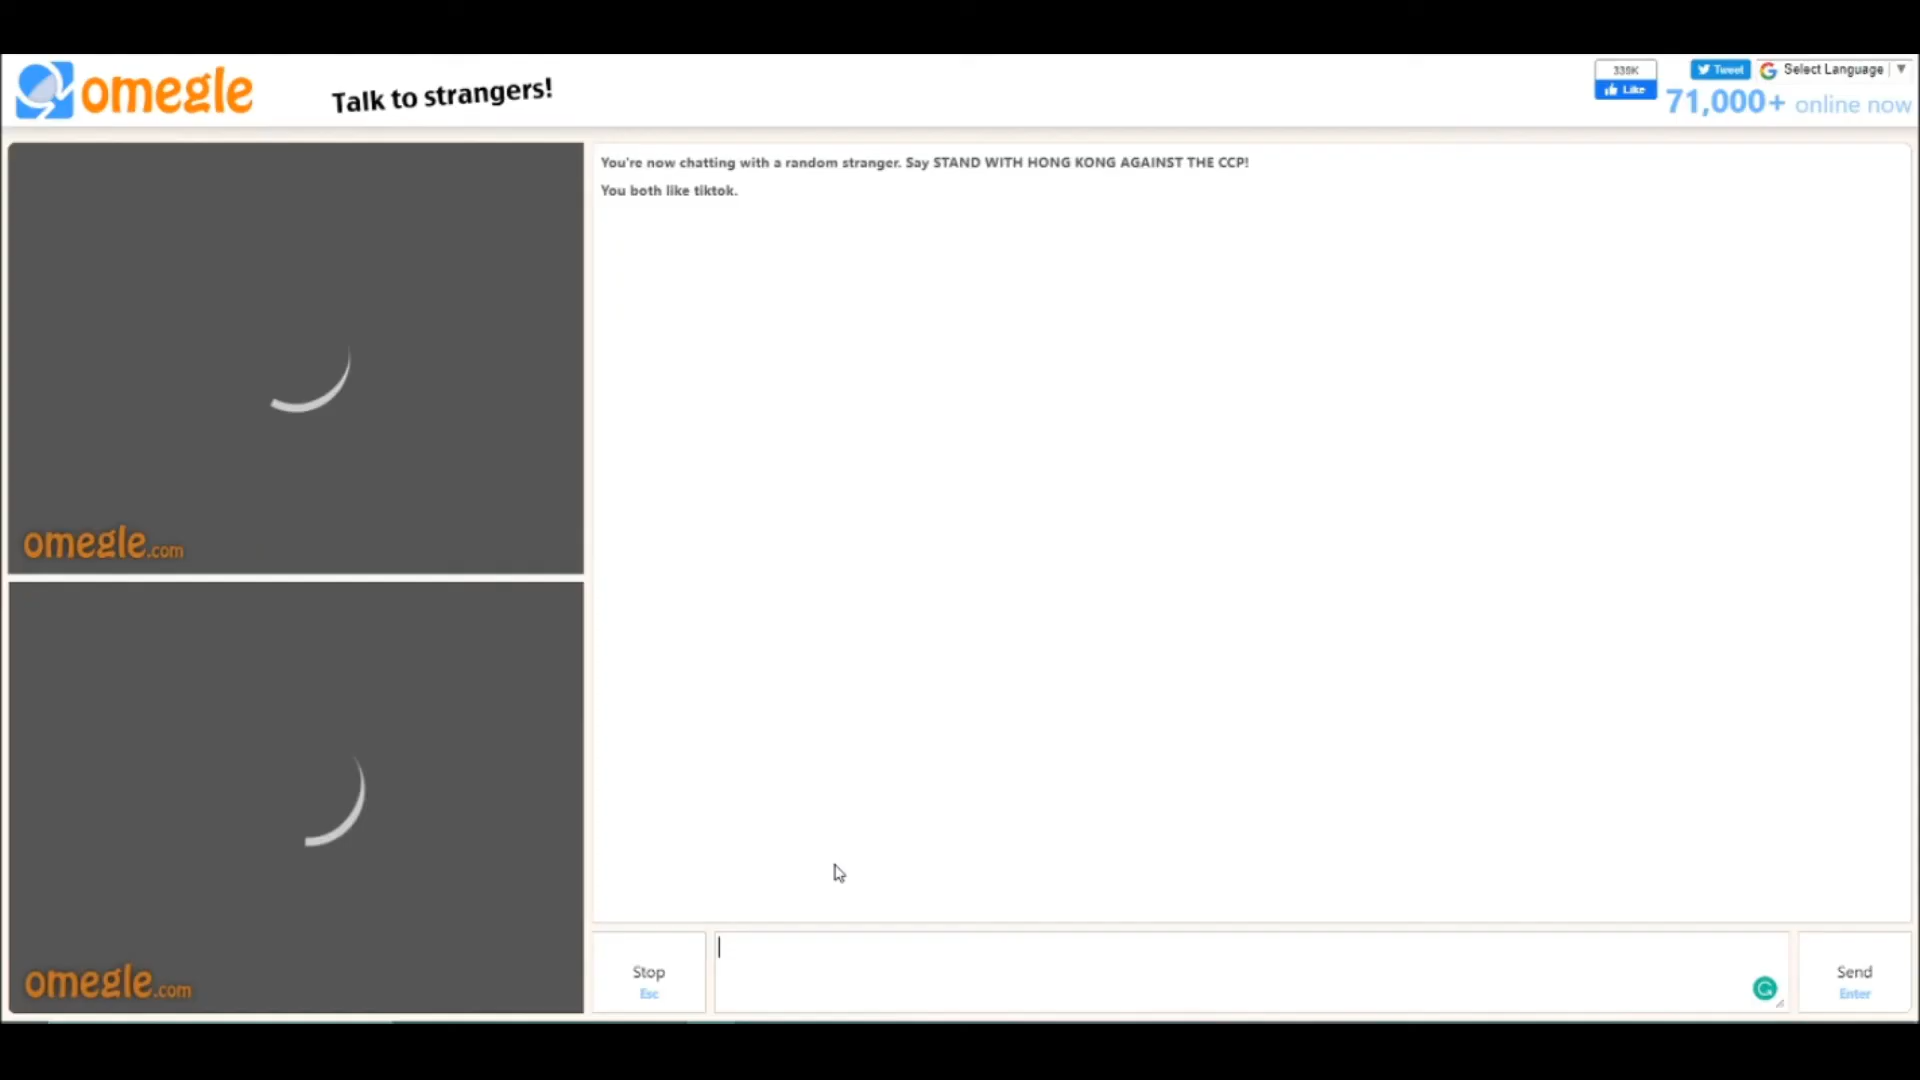 omegle
Talk to strangers!
339K
Like
Tweet
Select Language
71,000+ online now
You're now chatting with a random stranger. Say STAND WITH HONG KONG AGAINST THE CCP!
You both like tiktok.
omegle.com
omegle.com
Stop
Esc
Send
Enter